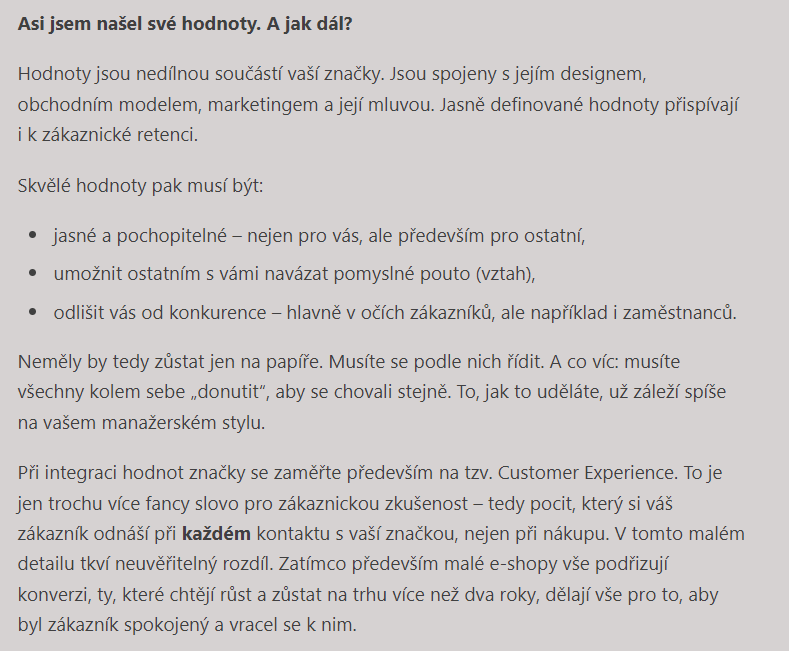 Asi jsem našel své hodnoty. A jak dál?
Hodnoty jsou nedílnou součástí vaší značky. Jsou spojeny s jejím designem,
obchodním modelem, marketingem a její mluvou. Jasně definované hodnoty přispívají
i k zákaznické retenci.
Skvělé hodnoty pak musí být:
• jasné a pochopitelné – nejen pro vás, ale především pro ostatní,
• umožnit ostatním s vámi navázat pomyslné pouto (vztah),
• odlišit vás od konkurence – hlavně v očích zákazníků, ale například i zaměstnanců.
Neměly by tedy zůstat jen na papíře. Musíte se podle nich řídit. A co víc: musíte
všechny kolem sebe „donutit“, aby se chovali stejně. To, jak to uděláte, už záleží spíše
na vašem manažerském stylu.
Při integraci hodnot značky se zaměřte především na tzv. Customer Experience. To je
jen trochu více fancy slovo pro zákaznickou zkušenost – tedy pocit, který si váš
zákazník odnáší při každém kontaktu s vaší značkou, nejen při nákupu. V tomto malém
detailu tkví neuvěřitelný rozdíl. Zatímco především malé e-shopy vše podřizují
konverzi, ty, které chtějí růst a zůstat na trhu více než dva roky, dělají vše pro to, aby
byl zákazník spokojený a vracel se k nim.